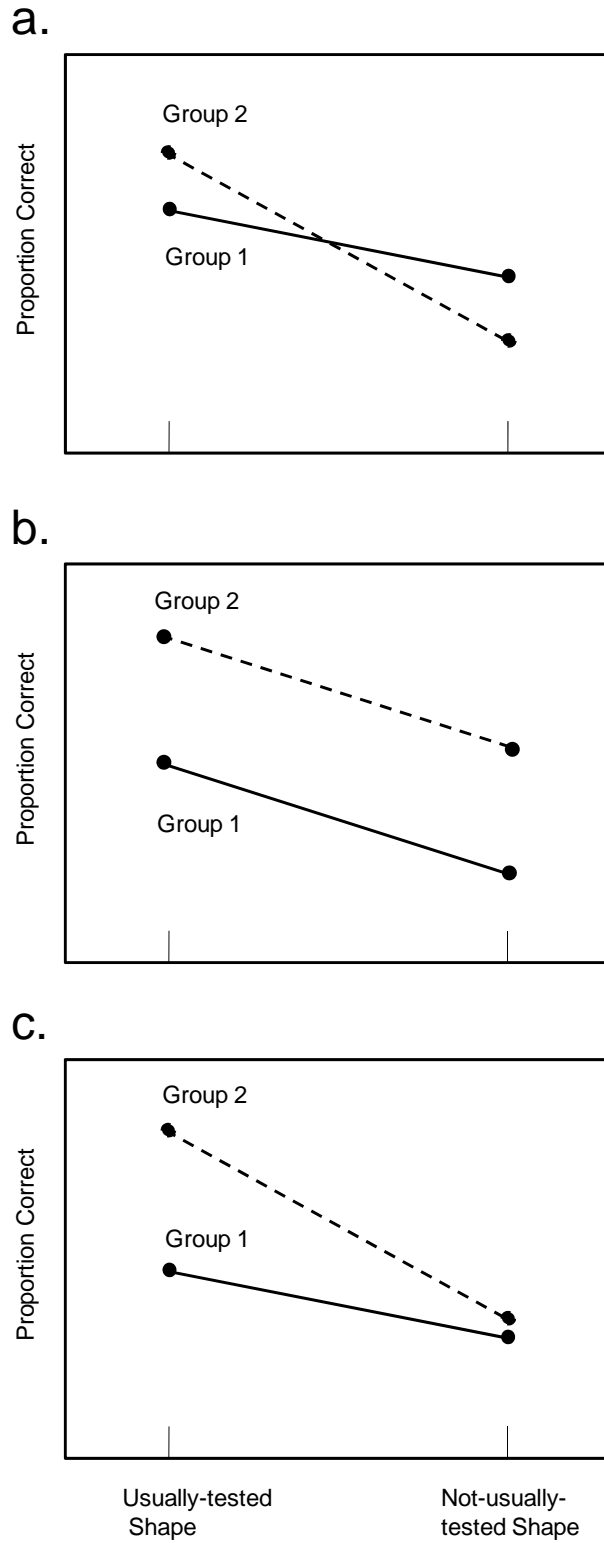 a.
Group 2
Group 1
Proportion Correct
b.
Group 2
Group 1
Proportion Correct
c.
Group 2
Group 1
Proportion Correct
Usually-tested
Shape
Not-usually-
tested Shape